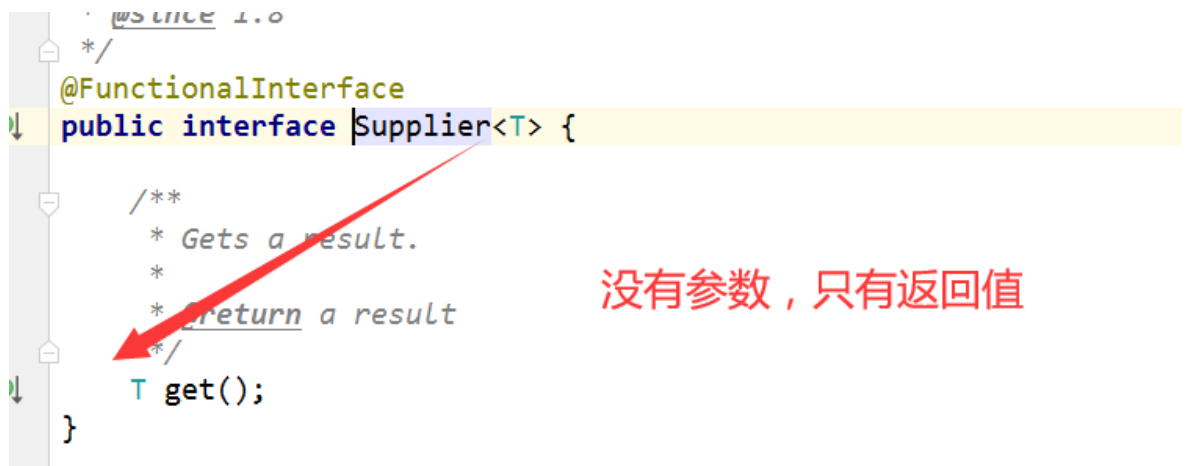 * @since 1.8
*/
@FunctionalInterface
public interface Supplier<T> {
/**
* Gets a result.
*
* @return a result
*/
没有参数，只有返回值
T get();
}